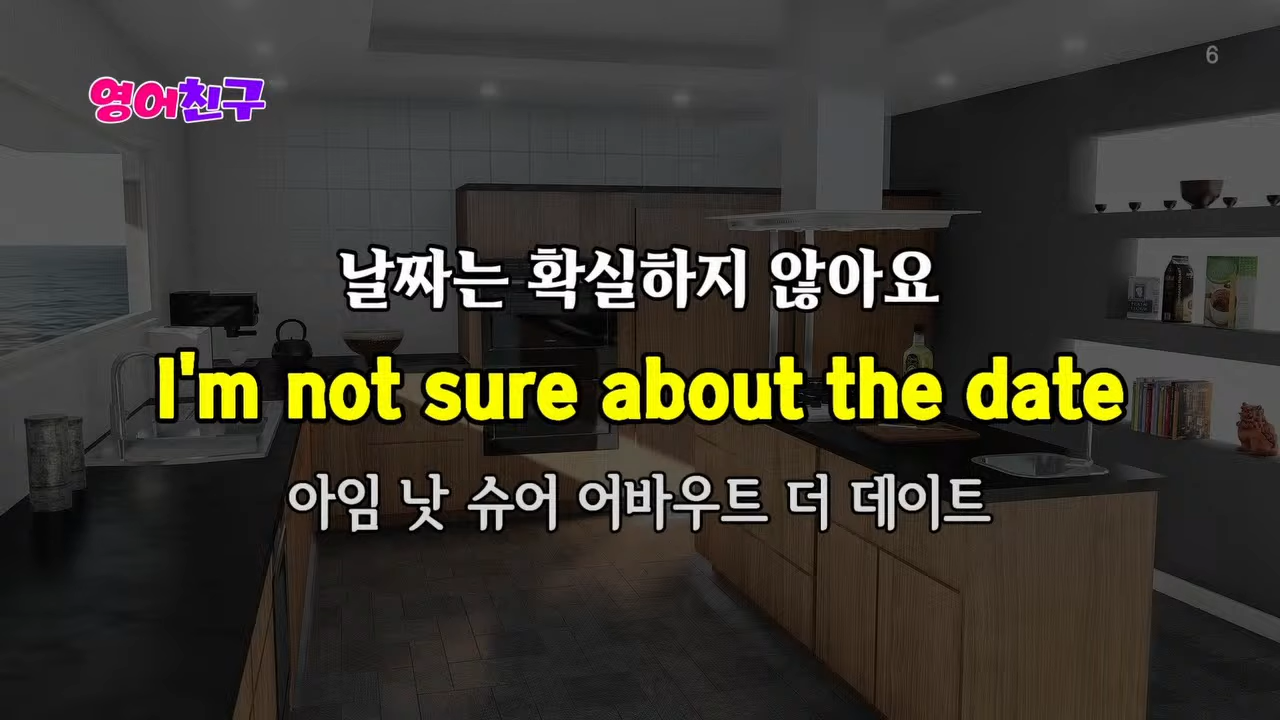 6
영어친구
날짜는 확실하지 않아요
I'm not sure about the date
아임 낫 슈어 어바우트 더 데이트